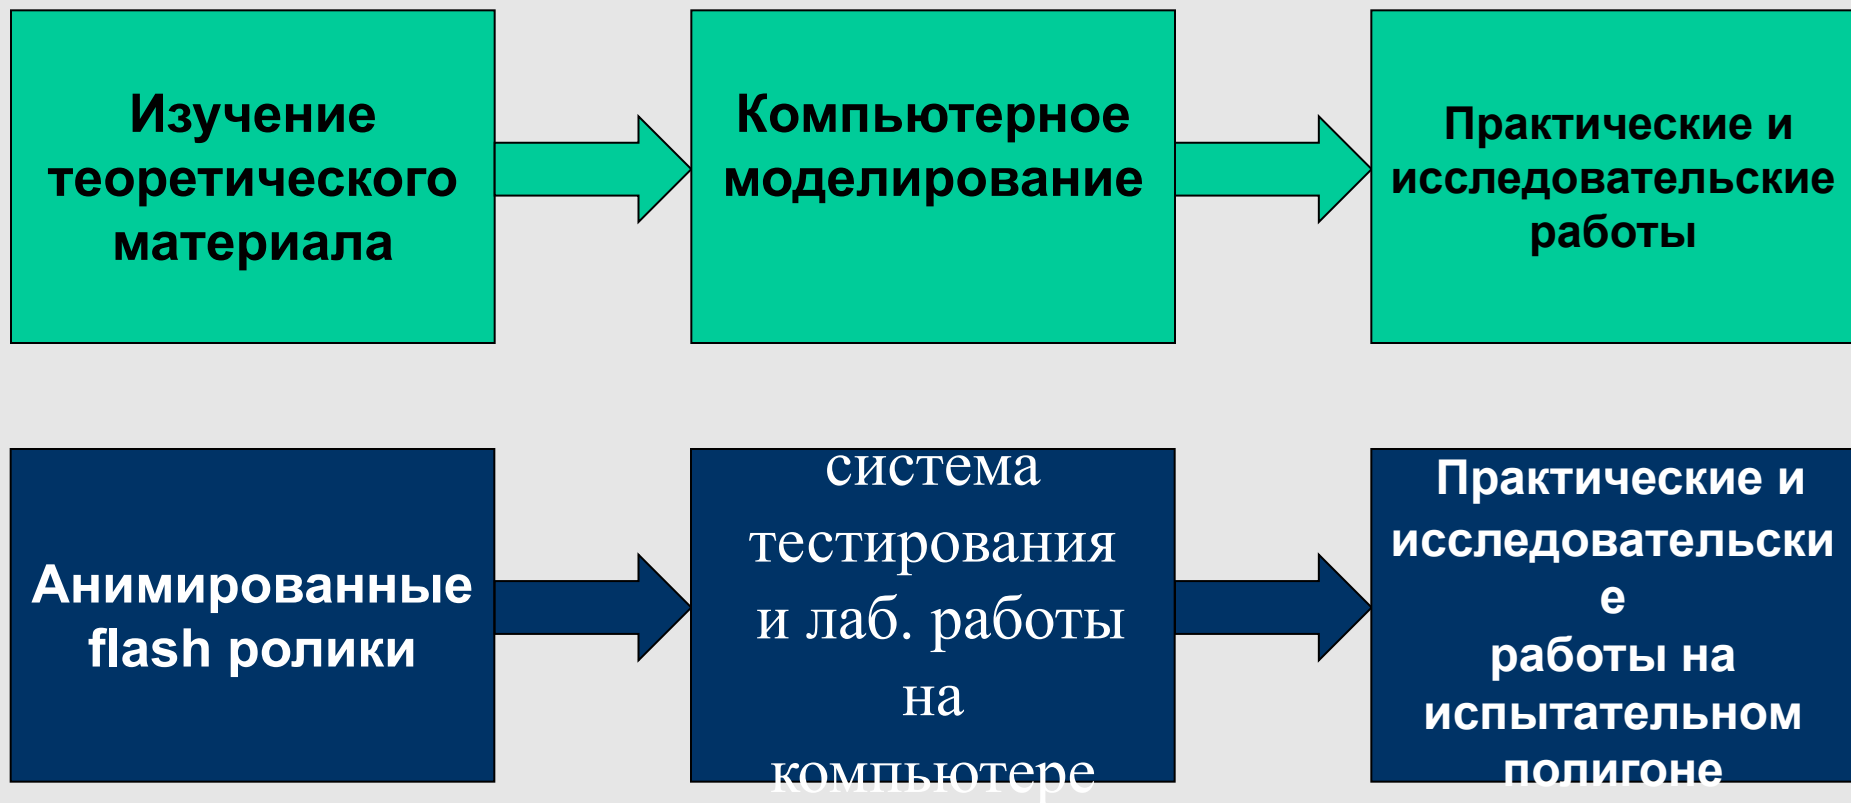 Изучение
теоретического
материала
Компьютерное
моделирование
Практические и
исследовательские
работы
Анимированные
flash ролики
система
тестирования
и лаб. работы
на
компьютере
Практические и
исследовательски
е
работы на
испытательном
полигоне